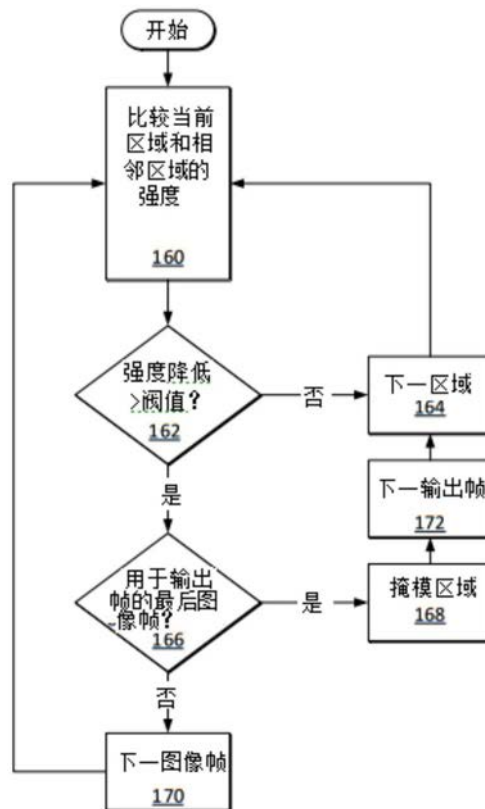 开始
比较当前
区域和相
邻区域的
强度
160
强度降低
>阈值?
162
否
下一区域
164
是
下一输出帧
172
用于输出
帧的最后图
像帧?
166
是
掩模区域
168
否
下一图像帧
170